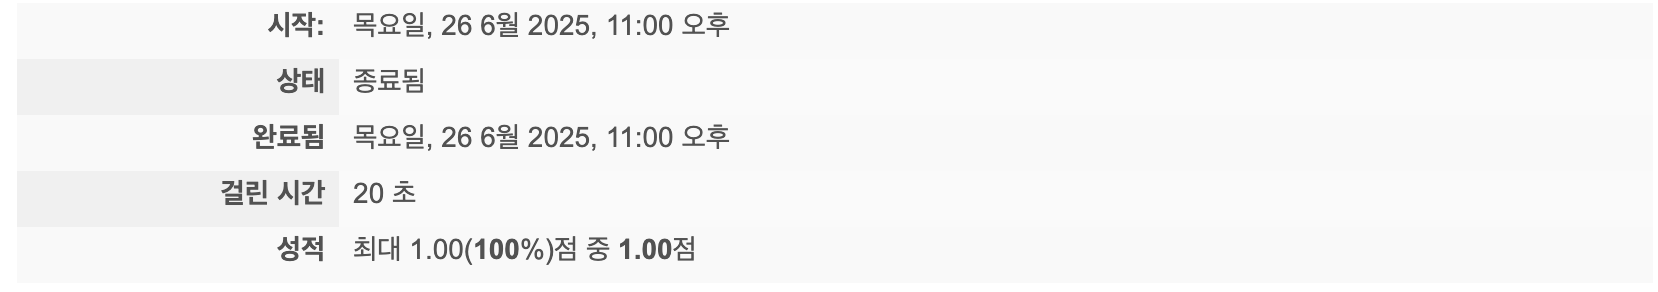 시작: 목요일, 26 6월 2025, 11:00 오후
상태 종료됨
완료됨 목요일, 26 6월 2025, 11:00 오후
걸린 시간 20 초
성적 최대 1.00(100%)점 중 1.00점